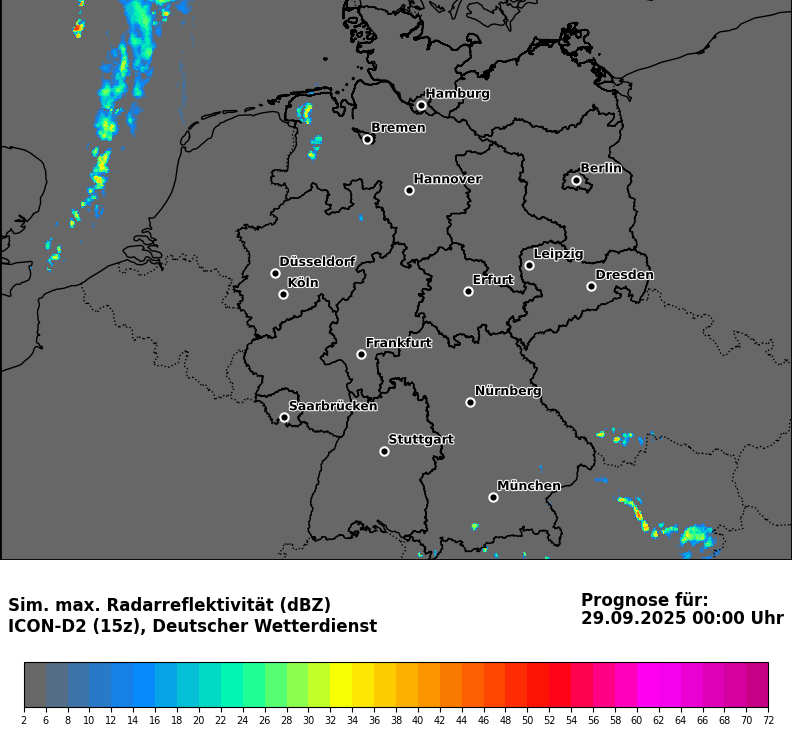 Hamburg
Bremen
Berlin
Hannover
Leipzig
Düsseldorf
Dresden
Köln
Erfurt
Frankfurt
Nürnberg
Saarbrücken
Stuttgart
München
Sim. max. Radarreflektivität (dBZ)
ICON-D2 (15z), Deutscher Wetterdienst
Prognose für:
29.09.2025 00:00 Uhr
2 6 8 10 12 14 16 18 20 22 24 26 28 30 32 34 36 38 40 42 44 46 48 50 52 54 56 58 60 62 64 66 68 70 72